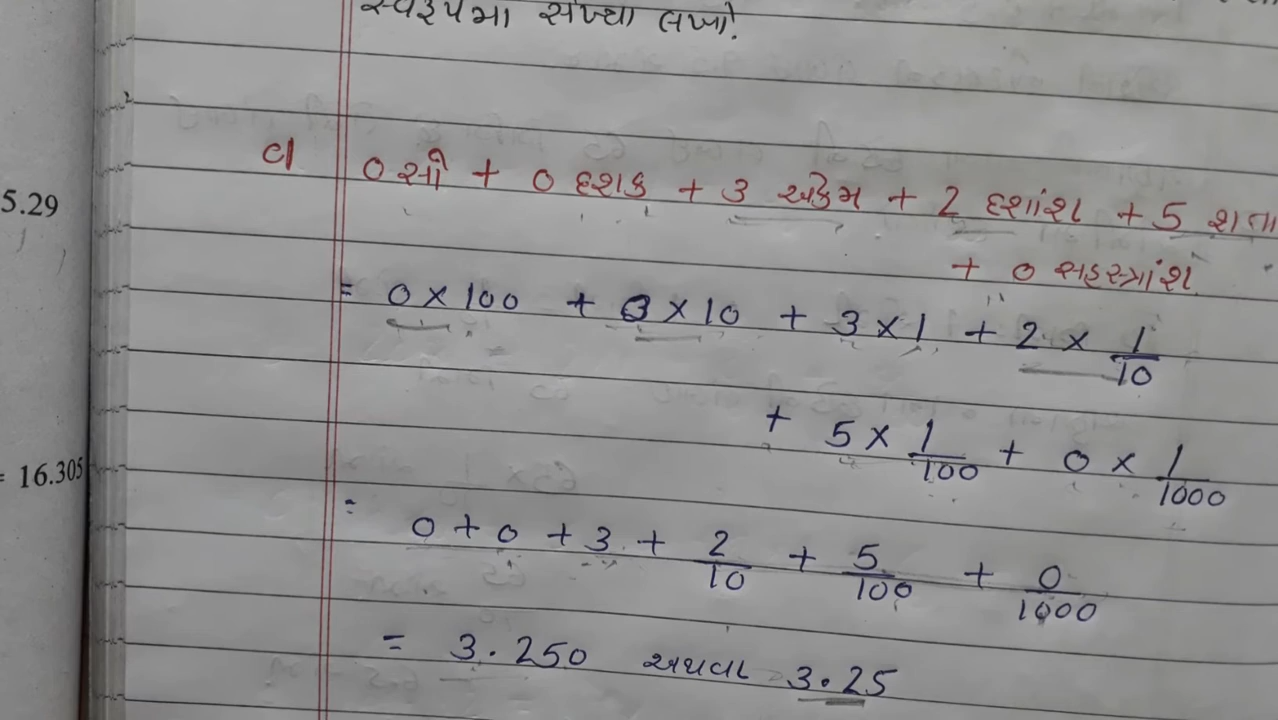 સ્વરૂપમા સંખ્યા લખો.
5.29
a) 0 સો + 0 દશક + 3 એકમ + 2 દશાંશ + 5 શતા
+ 0 સહસ્ત્રાંશ
= 0 × 100 + 0 × 10 + 3 × 1 + 2 × 1/10
+ 5 × 1/100 + 0 × 1/1000
= 16.305
= 0 + 0 + 3 + 2/10 + 5/100 + 0/1000
= 3.250 અથવા 3.25